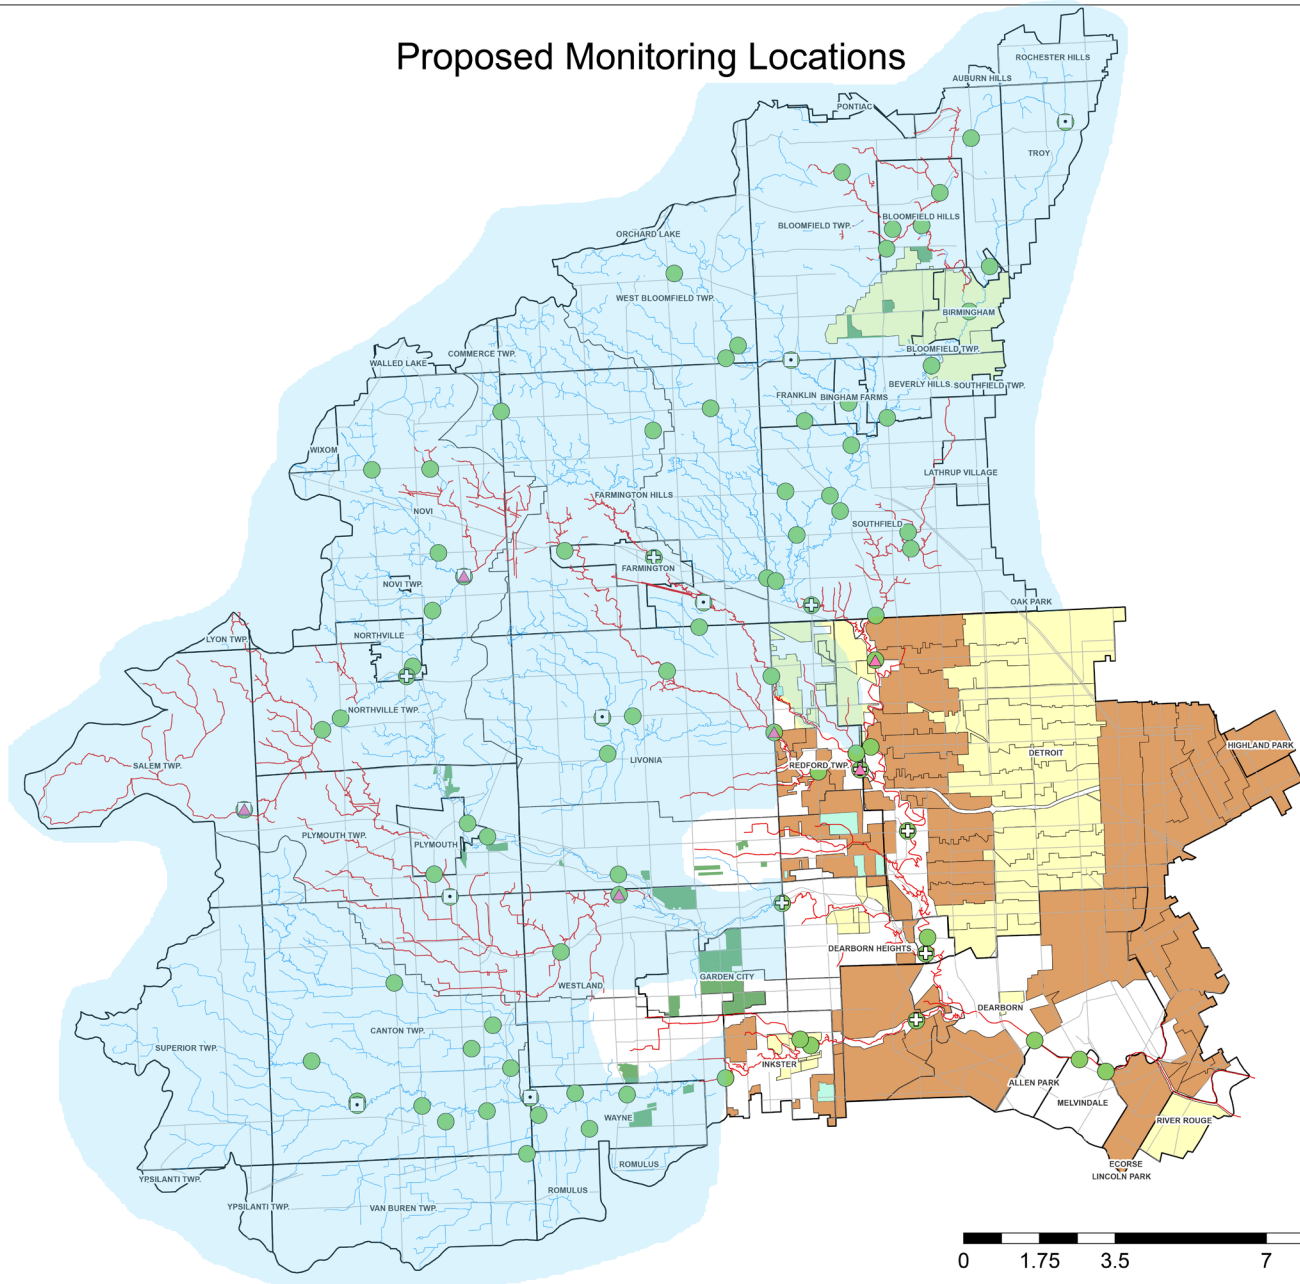 Proposed Monitoring Locations
ROCHESTER HILLS
AUBURN HILLS
PONTIAC
TROY
BLOOMFIELD HILLS
BLOOMFIELD TWP.
ORCHARD LAKE
WEST BLOOMFIELD TWP.
BIRMINGHAM
BLOOMFIELD TWP.
COMMERCE TWP.
WALLED LAKE
BEVERLY HILLS
SOUTHFIELD TWP.
FRANKLIN
BINGHAM FARMS
WIXOM
LATHRUP VILLAGE
FARMINGTON HILLS
NOVI
SOUTHFIELD
FARMINGTON
NOVI TWP.
OAK PARK
NORTHVILLE
LYON TWP.
NORTHVILLE TWP.
HIGHLAND PARK
DETROIT
LIVONIA
REDFORD TWP.
SALEM TWP.
PLYMOUTH TWP.
PLYMOUTH
DEARBORN HEIGHTS
GARDEN CITY
WESTLAND
DEARBORN
CANTON TWP.
SUPERIOR TWP.
INKSTER
ALLEN PARK
MELVINDALE
WAYNE
RIVER ROUGE
ROMULUS
ECORSE
LINCOLN PARK
YPSILANTI TWP.
ROMULUS
YPSILANTI TWP.
VAN BUREN TWP.
0 1.75 3.5 7